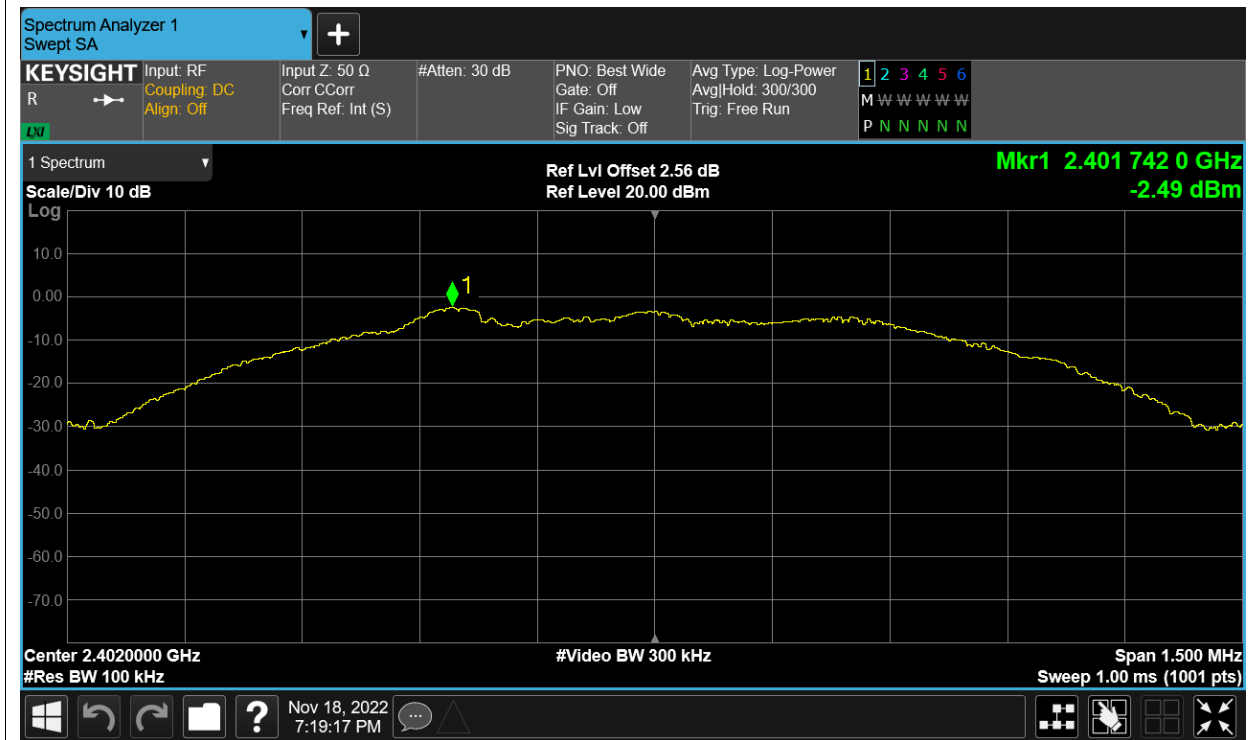 Spectrum Analyzer 1
Swept SA
KEYSIGHT
R
LXI
Input: RF
Coupling: DC
Align: Off
Input Z: 50 Ω
Corr CCorr
Freq Ref: Int (S)
#Atten: 30 dB
PNO: Best Wide
Gate: Off
IF Gain: Low
Sig Track: Off
Avg Type: Log-Power
Avg|Hold: 300/300
Trig: Free Run
1 2 3 4 5 6
M W W W W W
P N N N N N
1 Spectrum
Scale/Div 10 dB
Ref Lvl Offset 2.56 dB
Ref Level 20.00 dBm
Mkr1 2.401 742 0 GHz
-2.49 dBm
Log
10.0
0.00
-10.0
-20.0
-30.0
-40.0
-50.0
-60.0
-70.0
1
Center 2.4020000 GHz
#Res BW 100 kHz
#Video BW 300 kHz
Span 1.500 MHz
Sweep 1.00 ms (1001 pts)
?
Nov 18, 2022
7:19:17 PM